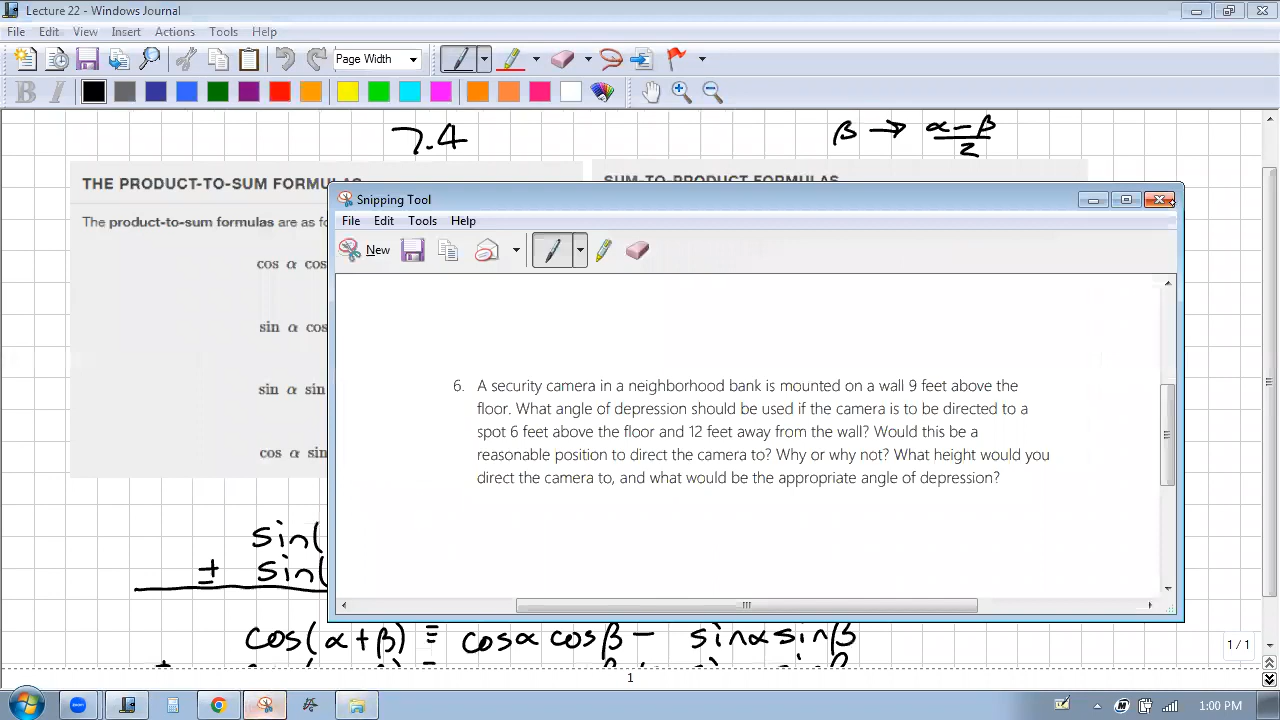 Lecture 22 - Windows Journal
File Edit View Insert Actions Tools Help
Page Width
B I
7.4
β → α-β
2
THE PRODUCT-TO-SUM FORMULAS
The product-to-sum formulas are as
cos α cos
sin α cos
sin α sin
cos α sin
Snipping Tool
File Edit Tools Help
New
6. A security camera in a neighborhood bank is mounted on a wall 9 feet above the
floor. What angle of depression should be used if the camera is to be directed to a
spot 6 feet above the floor and 12 feet away from the wall? Would this be a
reasonable position to direct the camera to? Why or why not? What height would you
direct the camera to, and what would be the appropriate angle of depression?
sin(
± sin(
cos(α+β) = cosα cosβ - sinα sinβ
1/1
1
1:00 PM